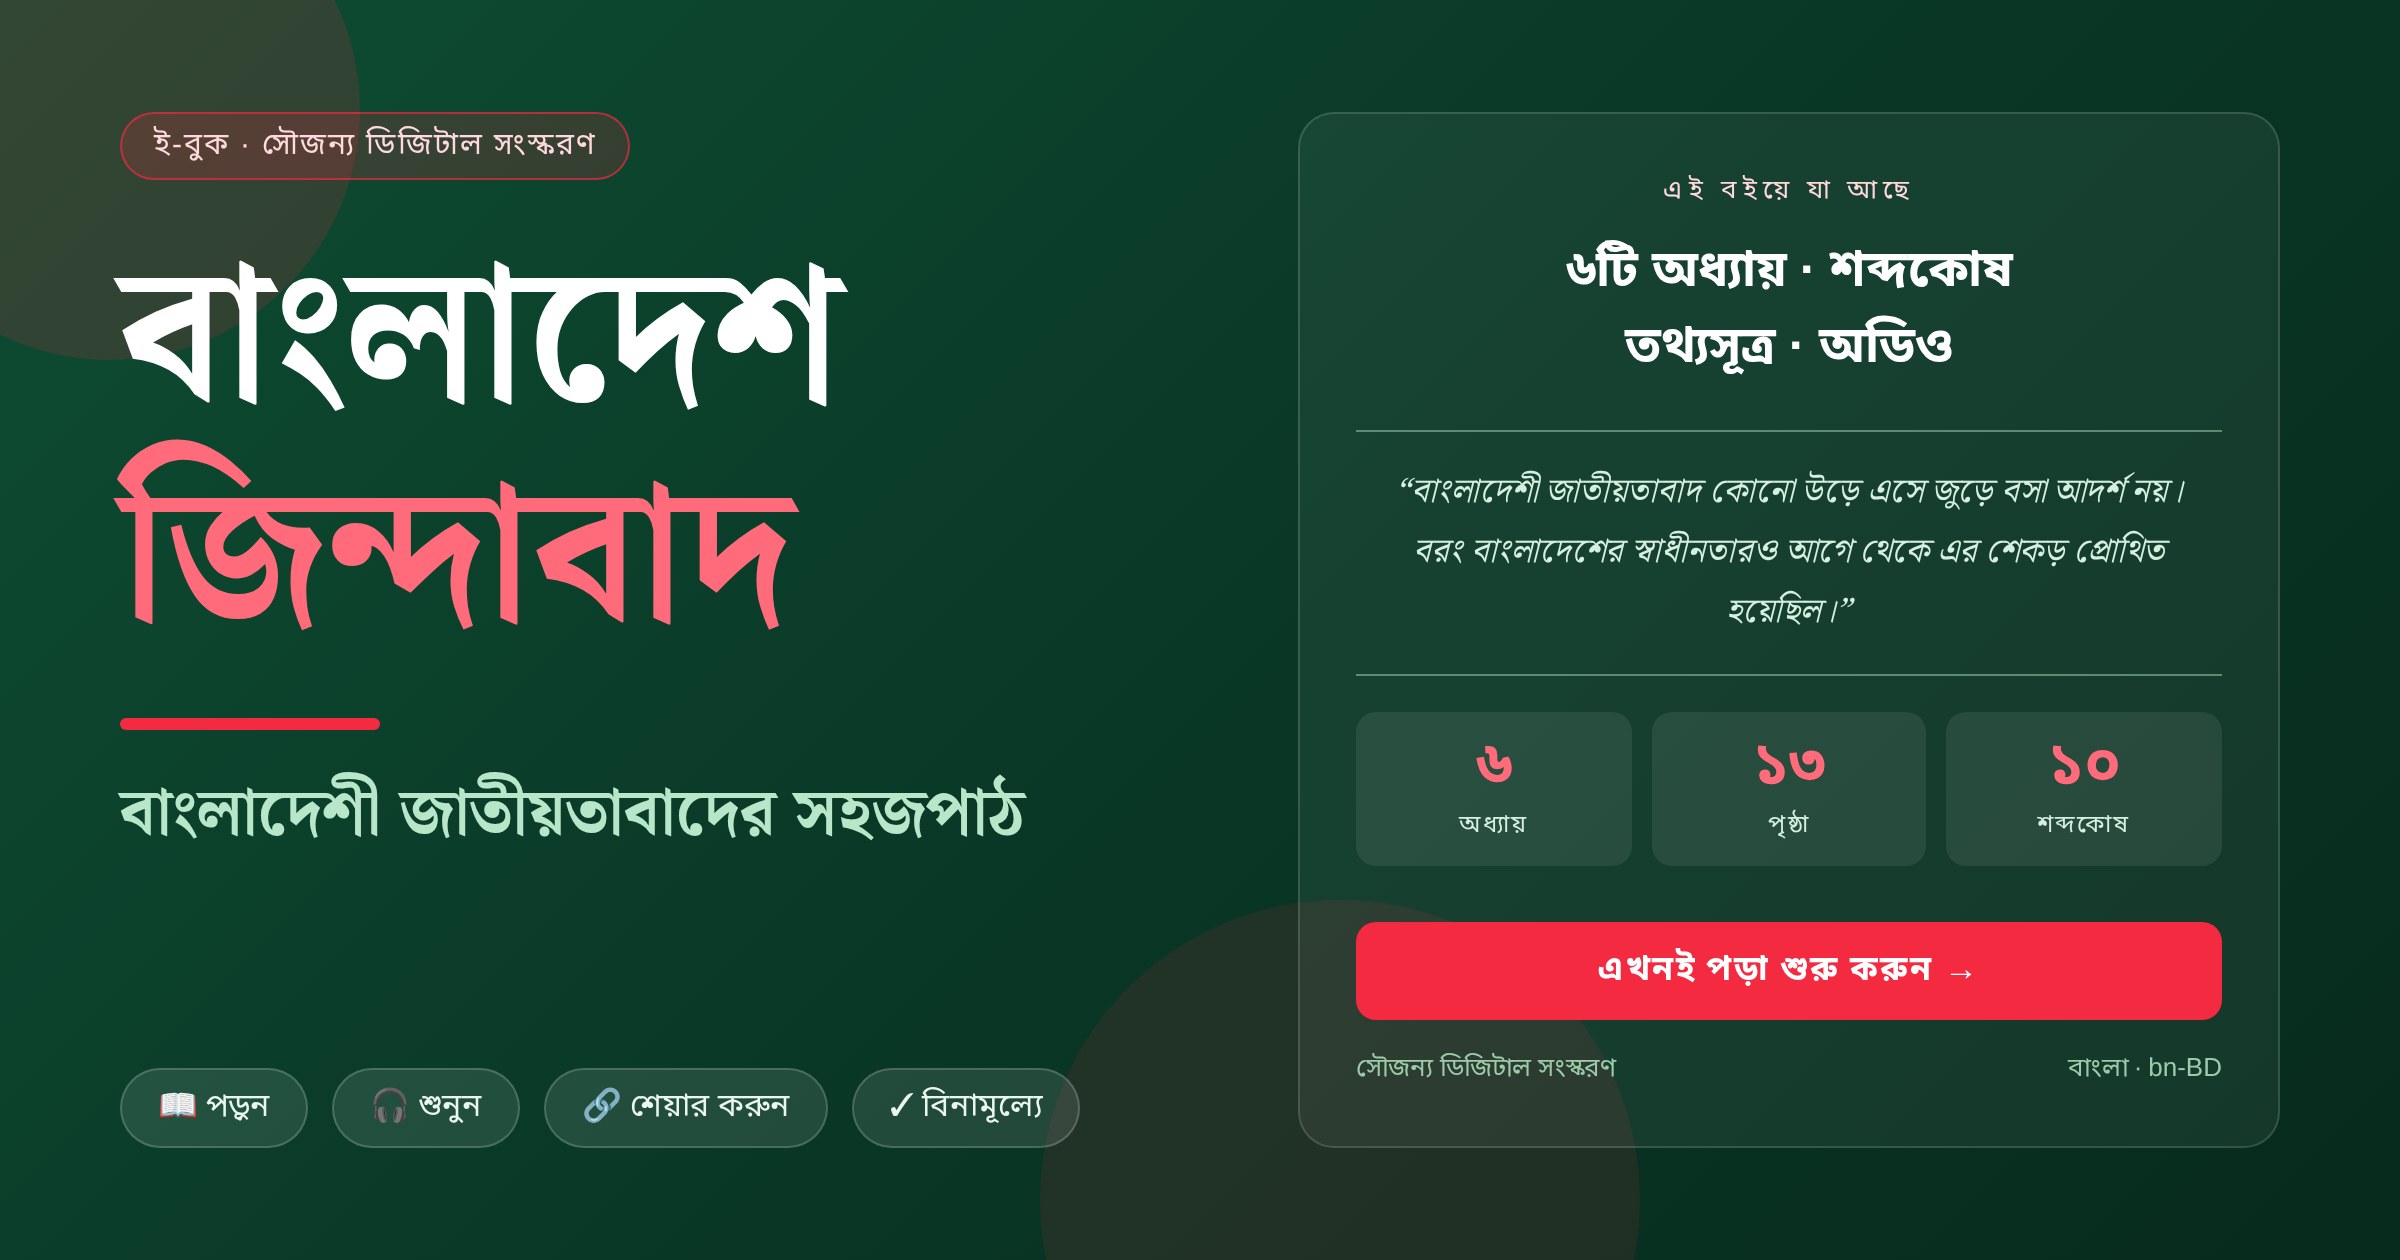 ই-বুক · সৌজন্য ডিজিটাল সংস্করণ
বাংলাদেশ
জিন্দাবাদ
বাংলাদেশী জাতীয়তাবাদের সহজপাঠ
📖 পড়ুন
🎧 শুনুন
🔗 শেয়ার করুন
✓ বিনামূল্যে
এই বইয়ে যা আছে
৬টি অধ্যায় · শব্দকোষ
তথ্যসূত্র · অডিও
“বাংলাদেশী জাতীয়তাবাদ কোনো উড়ে এসে জুড়ে বসা আদর্শ নয়।
বরং বাংলাদেশের স্বাধীনতারও আগে থেকে এর শেকড় প্রোথিত
হয়েছিল।”
৬
অধ্যায়
১৩
পৃষ্ঠা
১০
শব্দকোষ
এখনই পড়া শুরু করুন →
সৌজন্য ডিজিটাল সংস্করণ
বাংলা · bn-BD